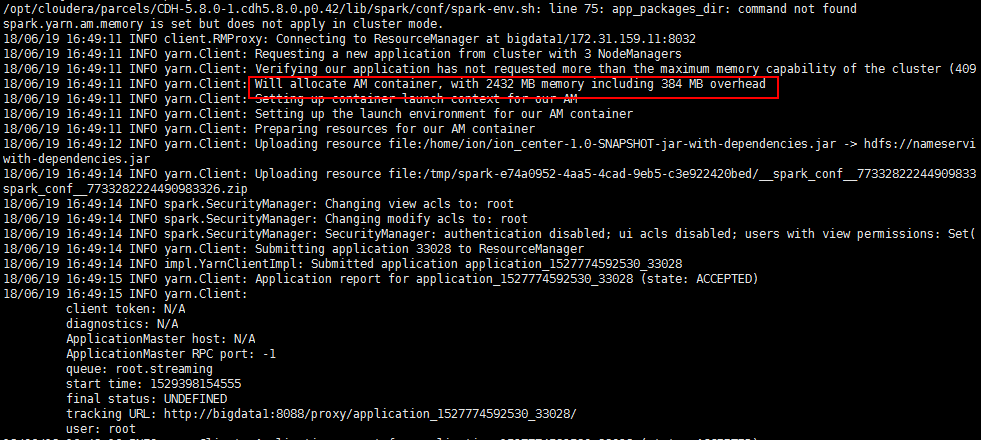 /opt/cloudera/parcels/CDH-5.8.0-1.cdh5.8.0.p0.42/lib/spark/conf/spark-env.sh: line 75: app_packages_dir: command not found
spark.yarn.am.memory is set but does not apply in cluster mode.
18/06/19 16:49:11 INFO client.RMProxy: Connecting to ResourceManager at bigdata1/172.31.159.11:8032
18/06/19 16:49:11 INFO yarn.Client: Requesting a new application from cluster with 3 NodeManagers
18/06/19 16:49:11 INFO yarn.Client: Verifying our application has not requested more than the maximum memory capability of the cluster (409
18/06/19 16:49:11 INFO yarn.Client: Will allocate AM container, with 2432 MB memory including 384 MB overhead
18/06/19 16:49:11 INFO yarn.Client: Setting up container launch context for our AM
18/06/19 16:49:11 INFO yarn.Client: Setting up the launch environment for our AM container
18/06/19 16:49:11 INFO yarn.Client: Preparing resources for our AM container
18/06/19 16:49:12 INFO yarn.Client: Uploading resource file:/home/ion/ion_center-1.0-SNAPSHOT-jar-with-dependencies.jar -> hdfs://nameservi
with-dependencies.jar
18/06/19 16:49:14 INFO yarn.Client: Uploading resource file:/tmp/spark-e74a0952-4aa5-4cad-9eb5-c3e922420bed/__spark_conf__77332822244909833
spark_conf__7733282224490983326.zip
18/06/19 16:49:14 INFO spark.SecurityManager: Changing view acls to: root
18/06/19 16:49:14 INFO spark.SecurityManager: Changing modify acls to: root
18/06/19 16:49:14 INFO spark.SecurityManager: SecurityManager: authentication disabled; ui acls disabled; users with view permissions: Set(
18/06/19 16:49:14 INFO yarn.Client: Submitting application 33028 to ResourceManager
18/06/19 16:49:14 INFO impl.YarnClientImpl: Submitted application application_1527774592530_33028
18/06/19 16:49:15 INFO yarn.Client: Application report for application_1527774592530_33028 (state: ACCEPTED)
18/06/19 16:49:15 INFO yarn.Client:
client token: N/A
diagnostics: N/A
ApplicationMaster host: N/A
ApplicationMaster RPC port: -1
queue: root.streaming
start time: 1529398154555
final status: UNDEFINED
tracking URL: http://bigdata1:8088/proxy/application_1527774592530_33028/
user: root